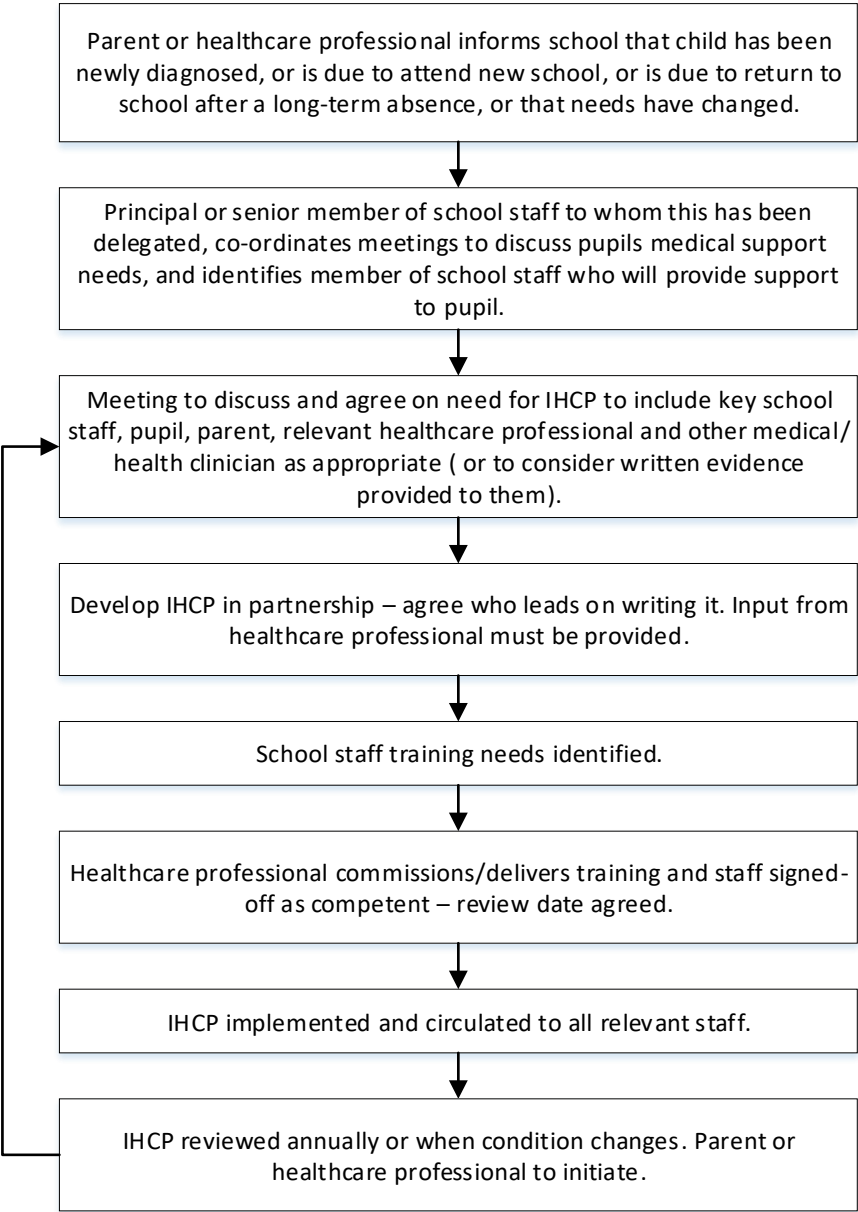 Parent or healthcare professional informs school that child has been
newly diagnosed, or is due to attend new school, or is due to return to
school after a long-term absence, or that needs have changed.
Principal or senior member of school staff to whom this has been
delegated, co-ordinates meetings to discuss pupils medical support
needs, and identifies member of school staff who will provide support
to pupil.
Meeting to discuss and agree on need for IHCP to include key school
staff, pupil, parent, relevant healthcare professional and other medical/
health clinician as appropriate ( or to consider written evidence
provided to them).
Develop IHCP in partnership – agree who leads on writing it. Input from
healthcare professional must be provided.
School staff training needs identified.
Healthcare professional commissions/delivers training and staff signed-
off as competent – review date agreed.
IHCP implemented and circulated to all relevant staff.
IHCP reviewed annually or when condition changes. Parent or
healthcare professional to initiate.